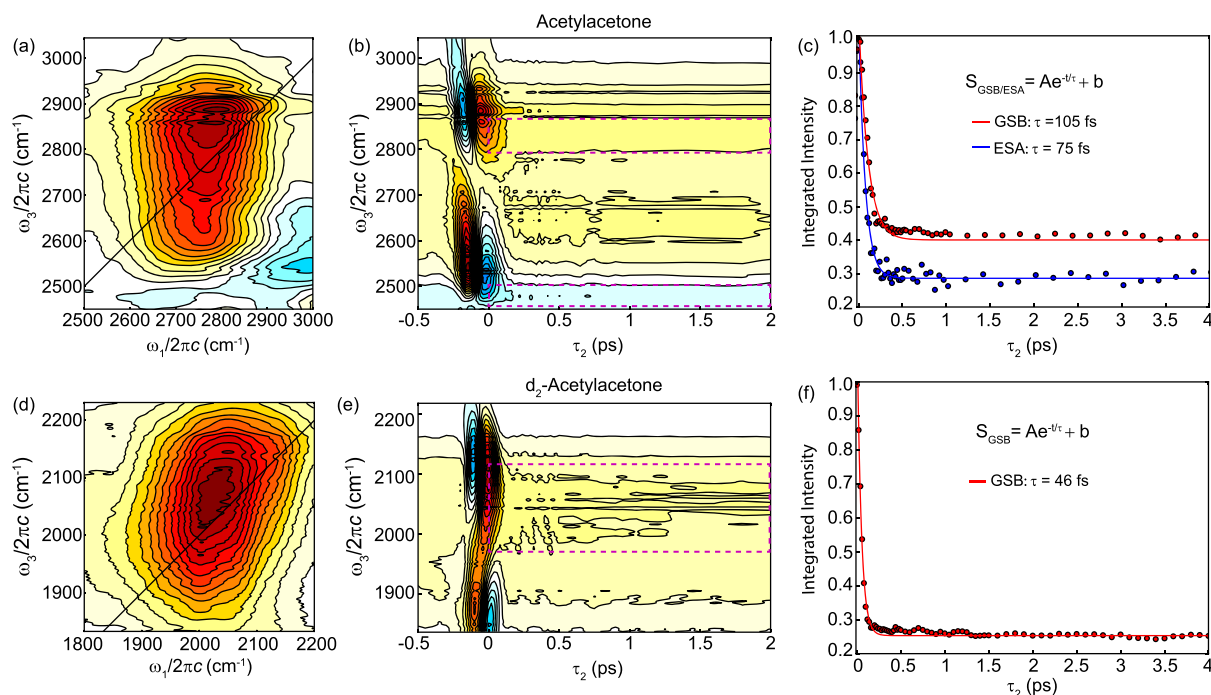 Acetylacetone
(a)
ω3/2πc (cm-1)
3000
2900
2800
2700
2600
2500
2500 2600 2700 2800 2900 3000
ω1/2πc (cm-1)
(b)
ω3/2πc (cm-1)
3000
2900
2800
2700
2600
2500
-0.5 0 0.5 1 1.5 2
τ2 (ps)
(c)
Integrated Intensity
1.0
0.9
0.8
0.7
0.6
0.5
0.4
0.3
0.2
SGSB/ESA= Ae-t/τ + b
GSB: τ =105 fs
ESA: τ = 75 fs
0 0.5 1 1.5 2 2.5 3 3.5 4
τ2 (ps)
d2-Acetylacetone
(d)
ω3/2πc (cm-1)
2200
2100
2000
1900
1800 1900 2000 2100 2200
ω1/2πc (cm-1)
(e)
ω3/2πc (cm-1)
2200
2100
2000
1900
-0.5 0 0.5 1 1.5 2
τ2 (ps)
(f)
Integrated Intensity
1.0
0.9
0.8
0.7
0.6
0.5
0.4
0.3
0.2
SGSB= Ae-t/τ + b
GSB: τ = 46 fs
0 0.5 1 1.5 2 2.5 3 3.5 4
τ2 (ps)